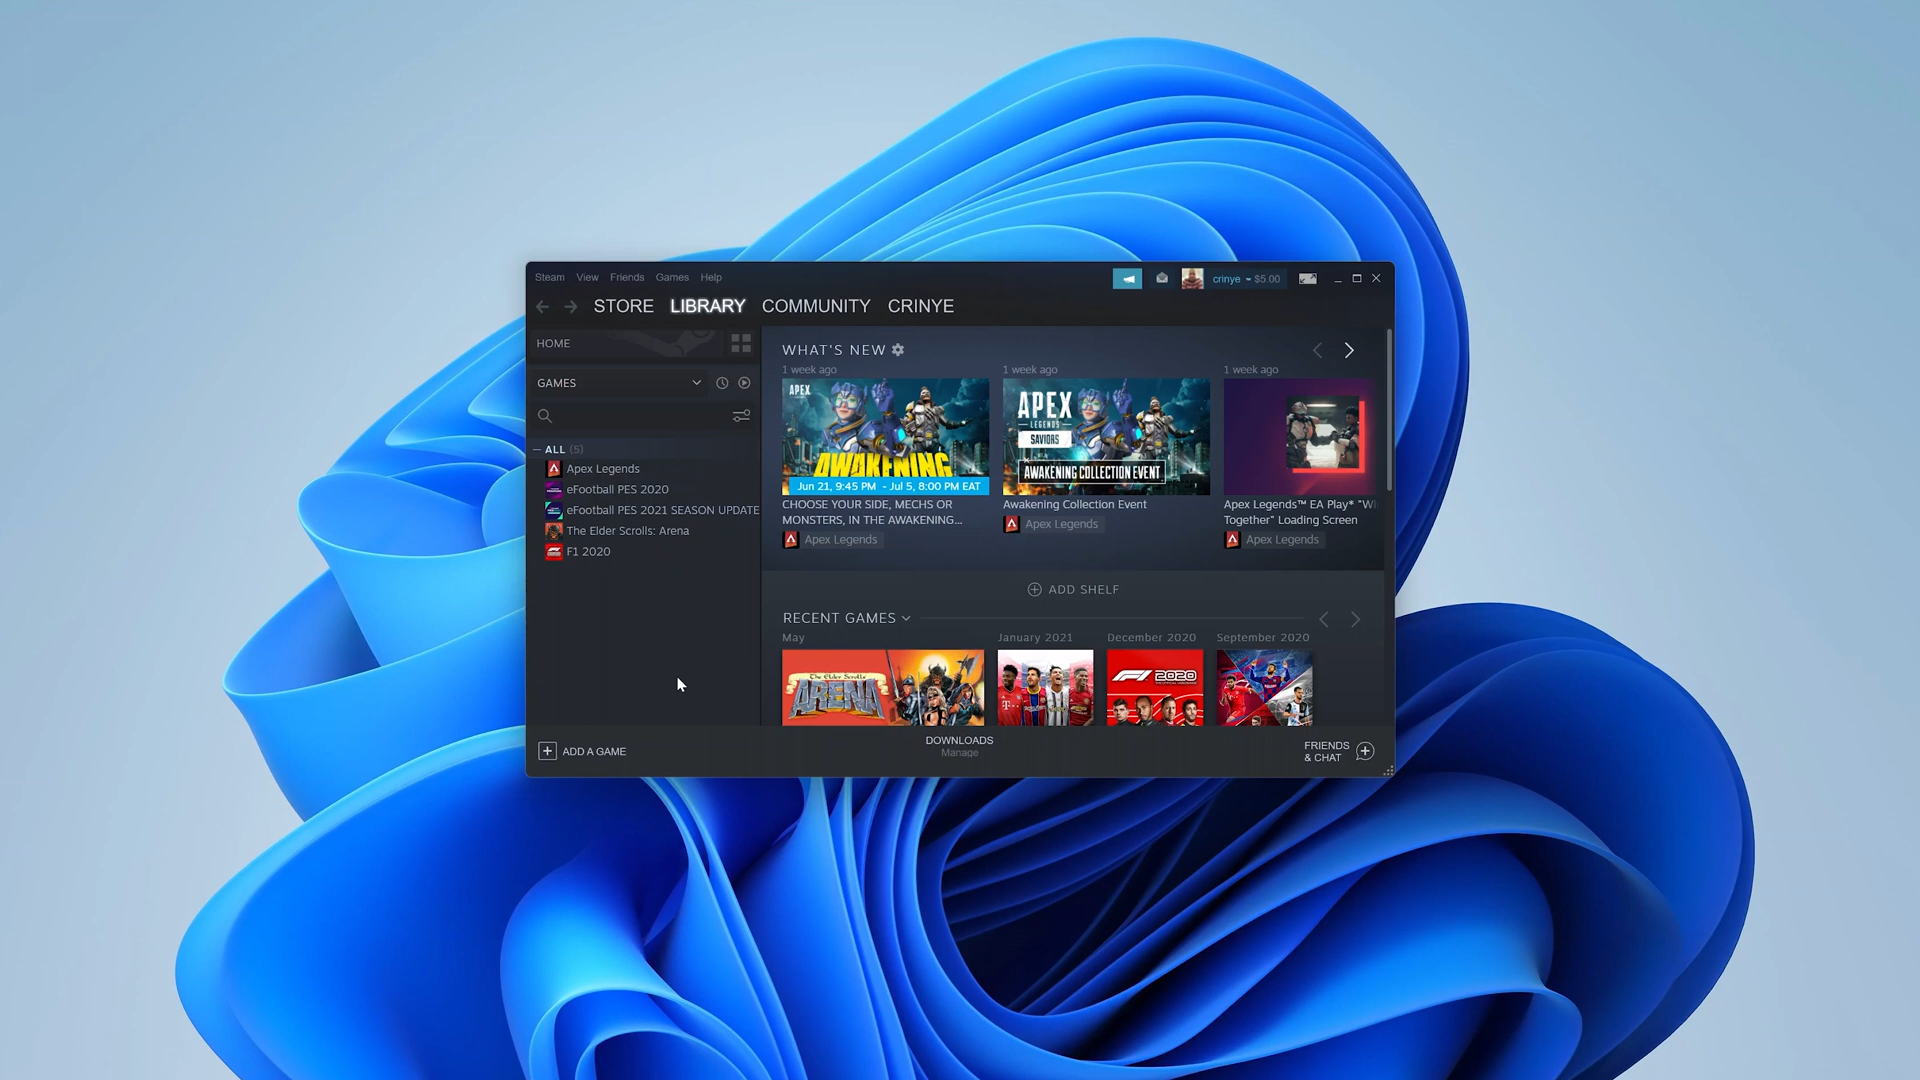 Steam View Friends Games Help
crinye $5.00
STORE LIBRARY COMMUNITY CRINYE
HOME
GAMES
ALL (5)
Apex Legends
eFootball PES 2020
eFootball PES 2021 SEASON UPDATE
The Elder Scrolls: Arena
F1 2020
WHAT'S NEW
1 week ago
APEX
AWAKENING
Jun 21, 9:45 PM - Jul 5, 8:00 PM EAT
CHOOSE YOUR SIDE, MECHS OR
MONSTERS, IN THE AWAKENING...
Apex Legends
1 week ago
APEX
LEGENDS
SAVIORS
AWAKENING COLLECTION EVENT
Awakening Collection Event
Apex Legends
1 week ago
Apex Legends™ EA Play* "Wi
Together" Loading Screen
Apex Legends
ADD SHELF
RECENT GAMES
May
The Elder Scrolls
ARENA
January 2021
December 2020
F1 2020
September 2020
ADD A GAME
DOWNLOADS
Manage
FRIENDS
& CHAT